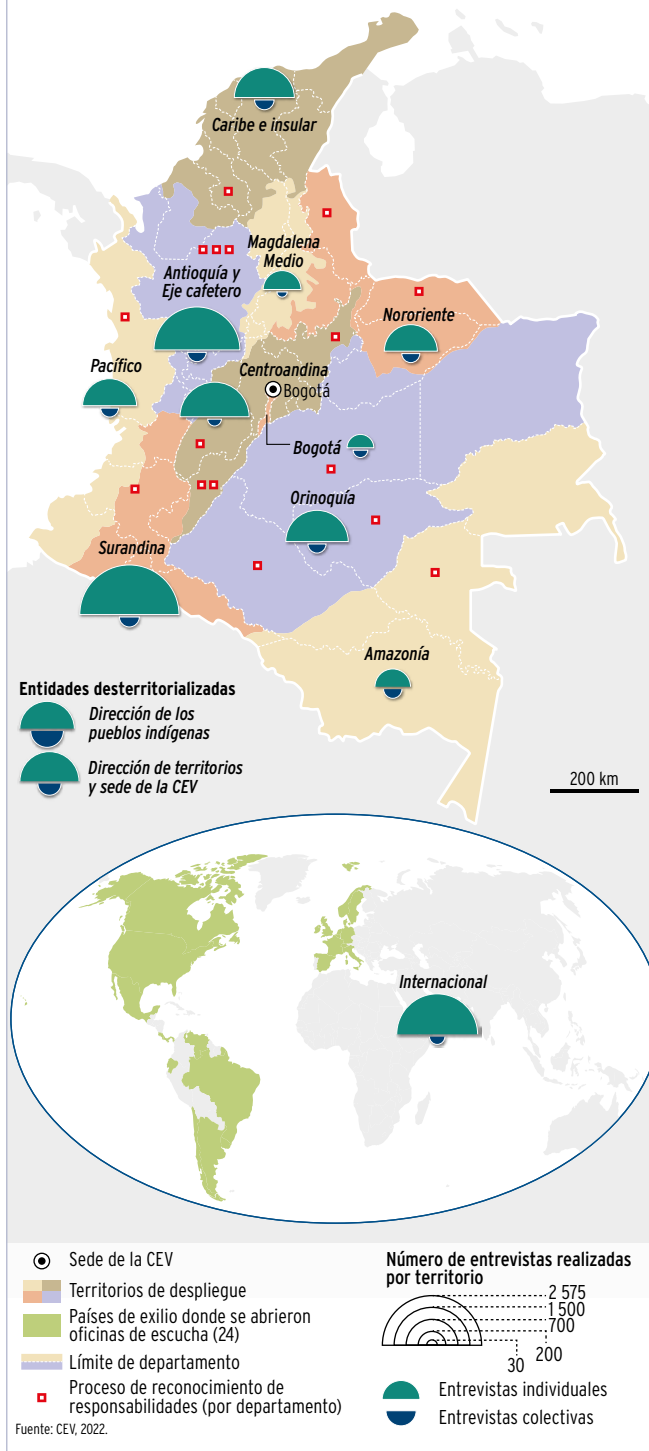 Caribe e insular
Magdalena
Medio
Antioquía y
Eje cafetero
Nororiente
Pacífico
Centroandina
Bogotá
Bogotá
Orinoquía
Surandina
Amazonía
Entidades desterritorializadas
Dirección de los
pueblos indígenas
Dirección de territorios
y sede de la CEV
200 km
Internacional
Sede de la CEV
Territorios de despliegue
Países de exilio donde se abrieron
oficinas de escucha (24)
Límite de departamento
Proceso de reconocimiento de
responsabilidades (por departamento)
Fuente: CEV, 2022.
Número de entrevistas realizadas
por territorio
2 575
1 500
700
200
30
Entrevistas individuales
Entrevistas colectivas